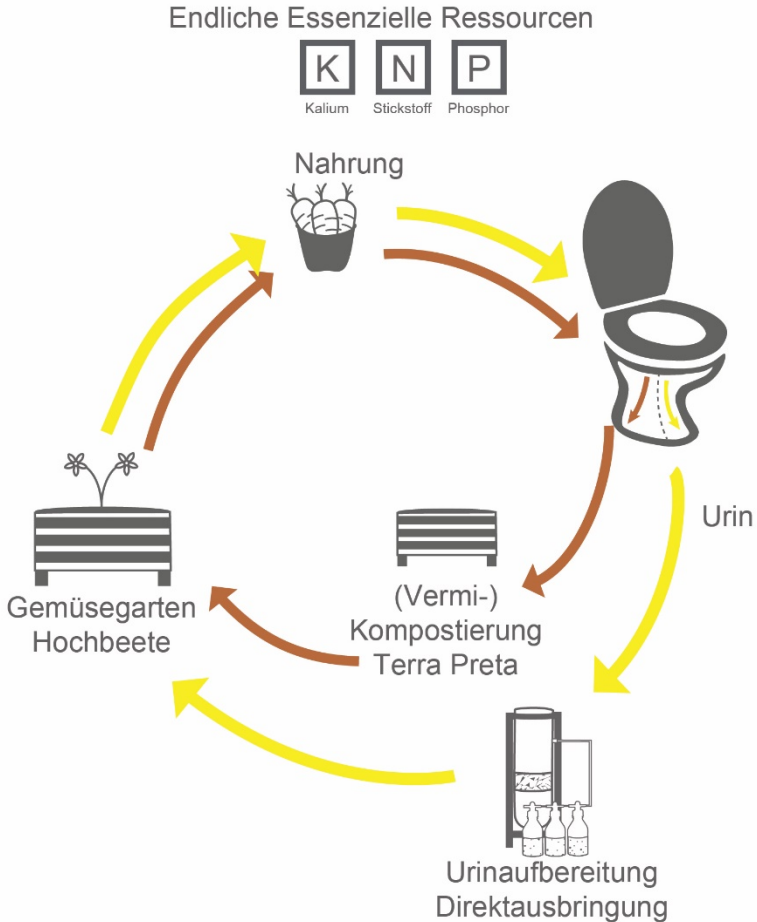 Endliche Essenzielle Ressourcen
K N P
Kalium Stickstoff Phosphor
Nahrung
Urin
(Vermi-)
Kompostierung
Terra Preta
Gemüsegarten
Hochbeete
Urinaufbereitung
Direktausbringung